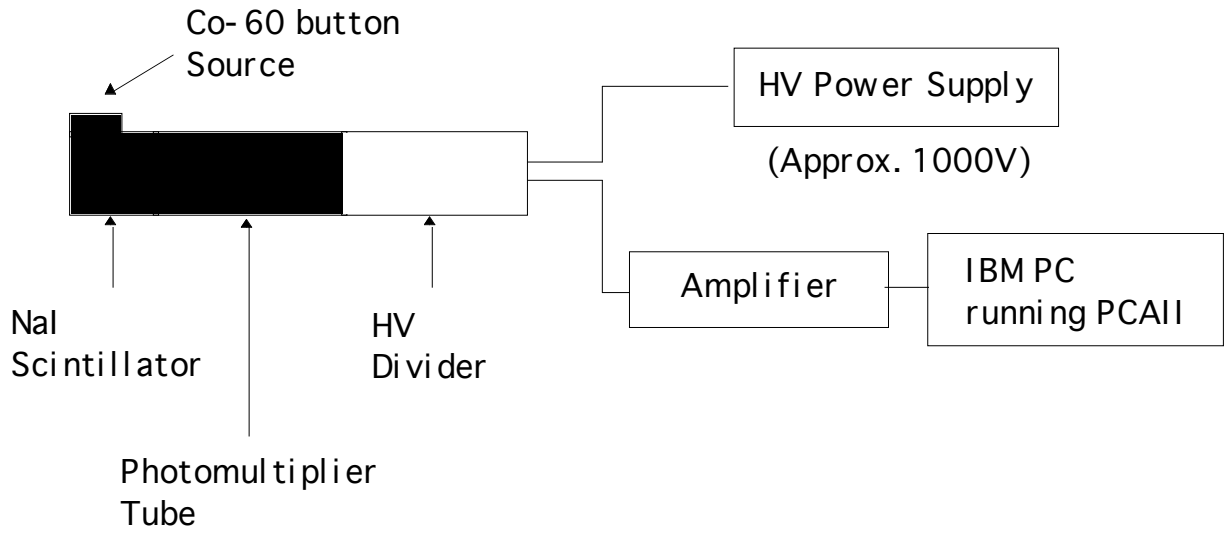 Co-60 button
Source
HV Power Supply
(Approx. 1000V)
Amplifier
IBM PC
running PCAII
NaI
Scintillator
HV
Divider
Photomultiplier
Tube